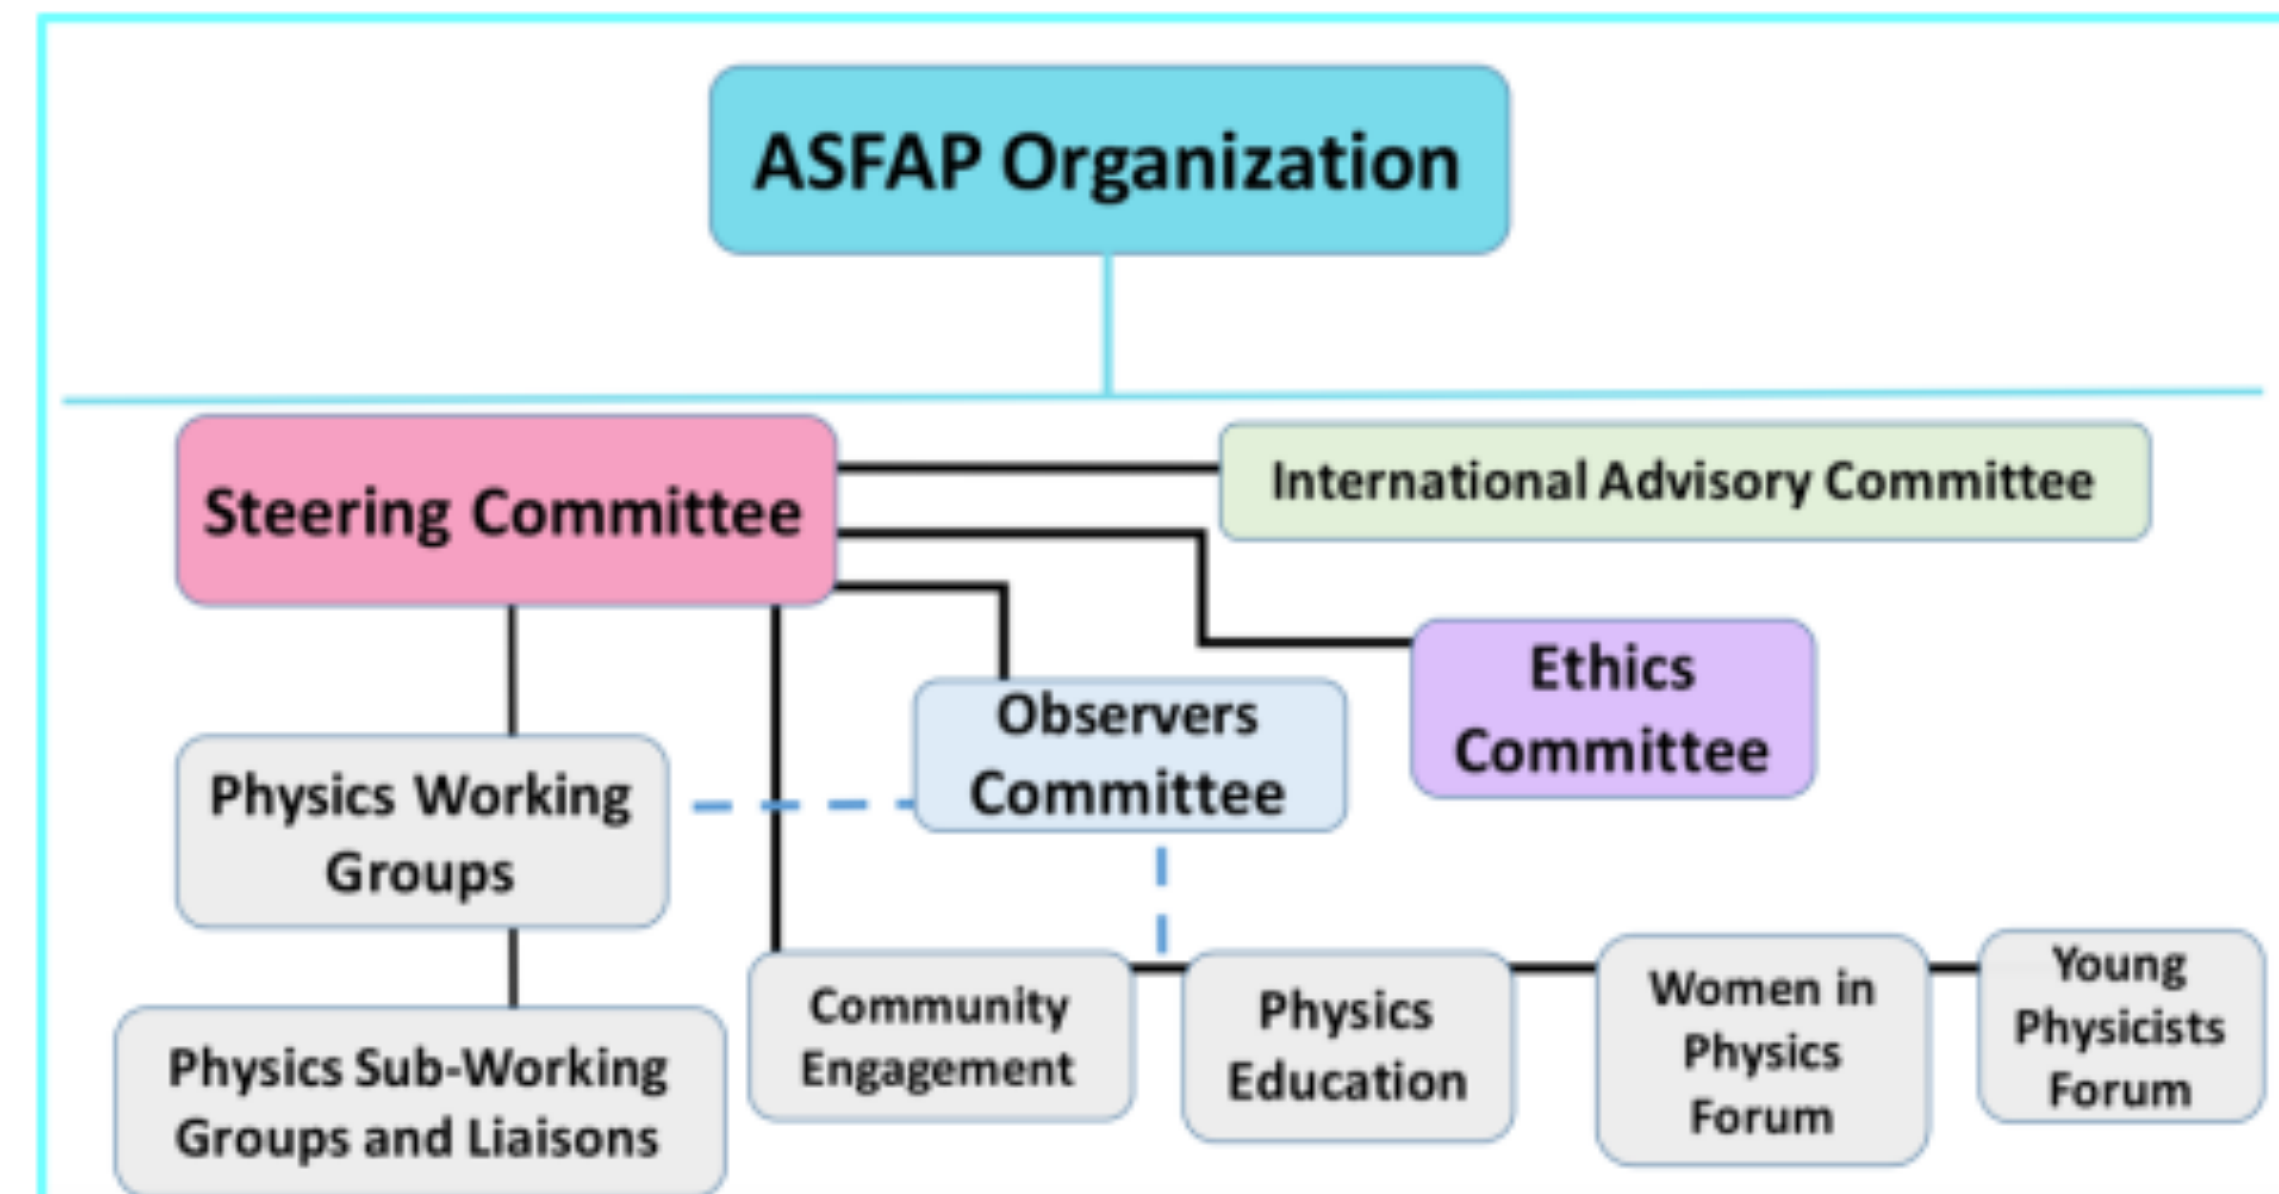 ASFAP Organization
Steering Committee
International Advisory Committee
Ethics
Committee
Observers
Committee
Physics Working
Groups
Physics Sub-Working
Groups and Liaisons
Community
Engagement
Physics
Education
Women in
Physics
Forum
Young
Physicists
Forum